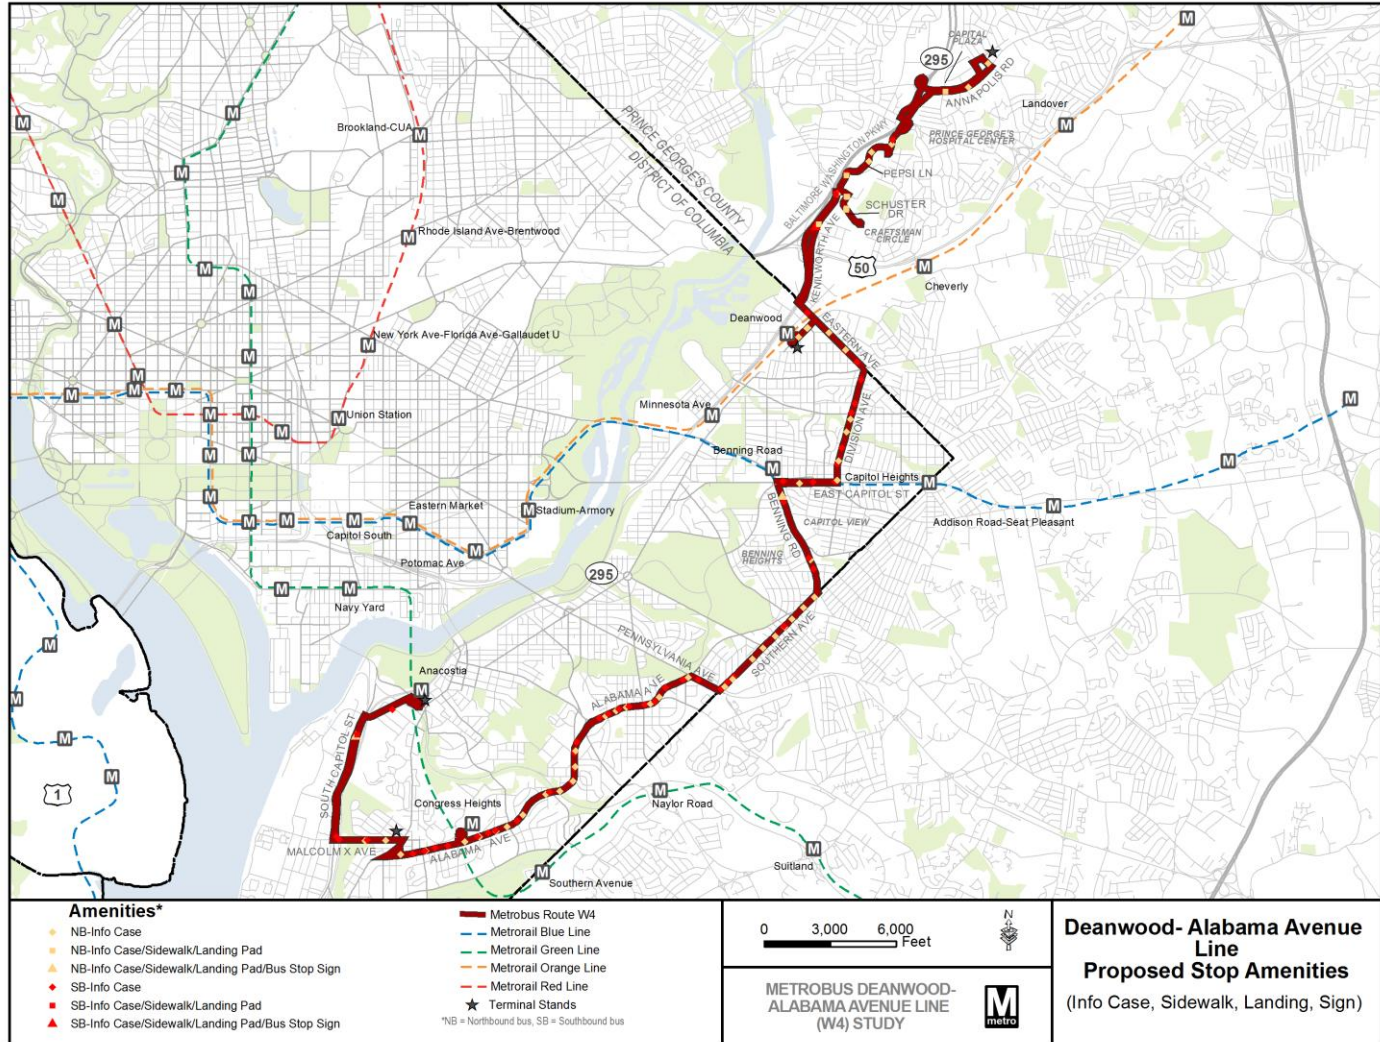 CAPITAL
PLAZA
295
ANNAPOLIS RD
Landover
PRINCE GEORGE'S COUNTY
DISTRICT OF COLUMBIA
Brookland-CUA
M
PRINCE GEORGE'S
HOSPITAL CENTER
BALTIMORE WASHINGTON PKWY
PEPSI LN
SCHUSTER
DR
CRAFTSMAN
CIRCLE
Rhode Island Ave-Brentwood
KENILWORTH AVE
50
Cheverly
Deanwood
EASTERN AVE
New York Ave-Florida Ave-Gallaudet U
Minnesota Ave
Union Station
DIVISION AVE
Benning Road
Capitol Heights
EAST CAPITOL ST
Eastern Market
Stadium-Armory
Capitol South
BENNING RD
CAPITOL VIEW
Addison Road-Seat Pleasant
Potomac Ave
BENNING
HEIGHTS
295
Navy Yard
PENNSYLVANIA AVE
SOUTHERN AVE
Anacostia
ALABAMA AVE
SOUTH CAPITOL ST
1
Congress Heights
Naylor Road
MALCOLM X AVE
ALABAMA AVE
Suitland
Southern Avenue
Amenities*
NB-Info Case
NB-Info Case/Sidewalk/Landing Pad
NB-Info Case/Sidewalk/Landing Pad/Bus Stop Sign
SB-Info Case
SB-Info Case/Sidewalk/Landing Pad
SB-Info Case/Sidewalk/Landing Pad/Bus Stop Sign
Metrobus Route W4
Metrorail Blue Line
Metrorail Green Line
Metrorail Orange Line
Metrorail Red Line
Terminal Stands
*NB = Northbound bus, SB = Southbound bus
0 3,000 6,000
Feet
N
METROBUS DEANWOOD-
ALABAMA AVENUE LINE
(W4) STUDY
M
metro
Deanwood- Alabama Avenue
Line
Proposed Stop Amenities
(Info Case, Sidewalk, Landing, Sign)